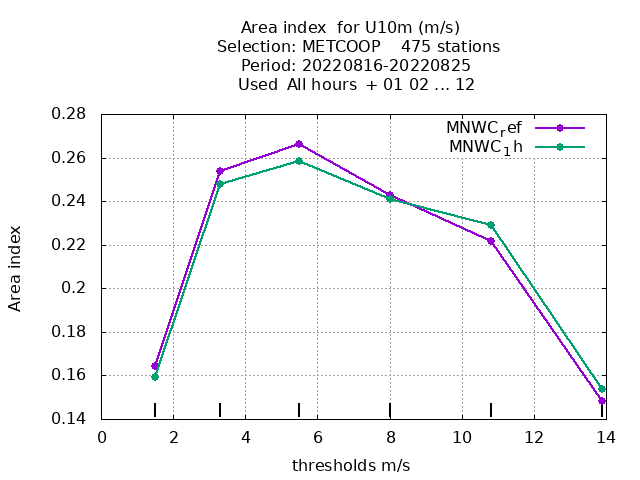 Area index  for U10m (m/s)
Selection: METCOOP    475 stations
Period: 20220816-20220825
Used  All hours  + 01 02 ... 12
0.28
0.26
0.24
0.22
0.2
0.18
0.16
0.14
MNWCref
MNWC1h
Area index
0 2 4 6 8 10 12 14
thresholds m/s